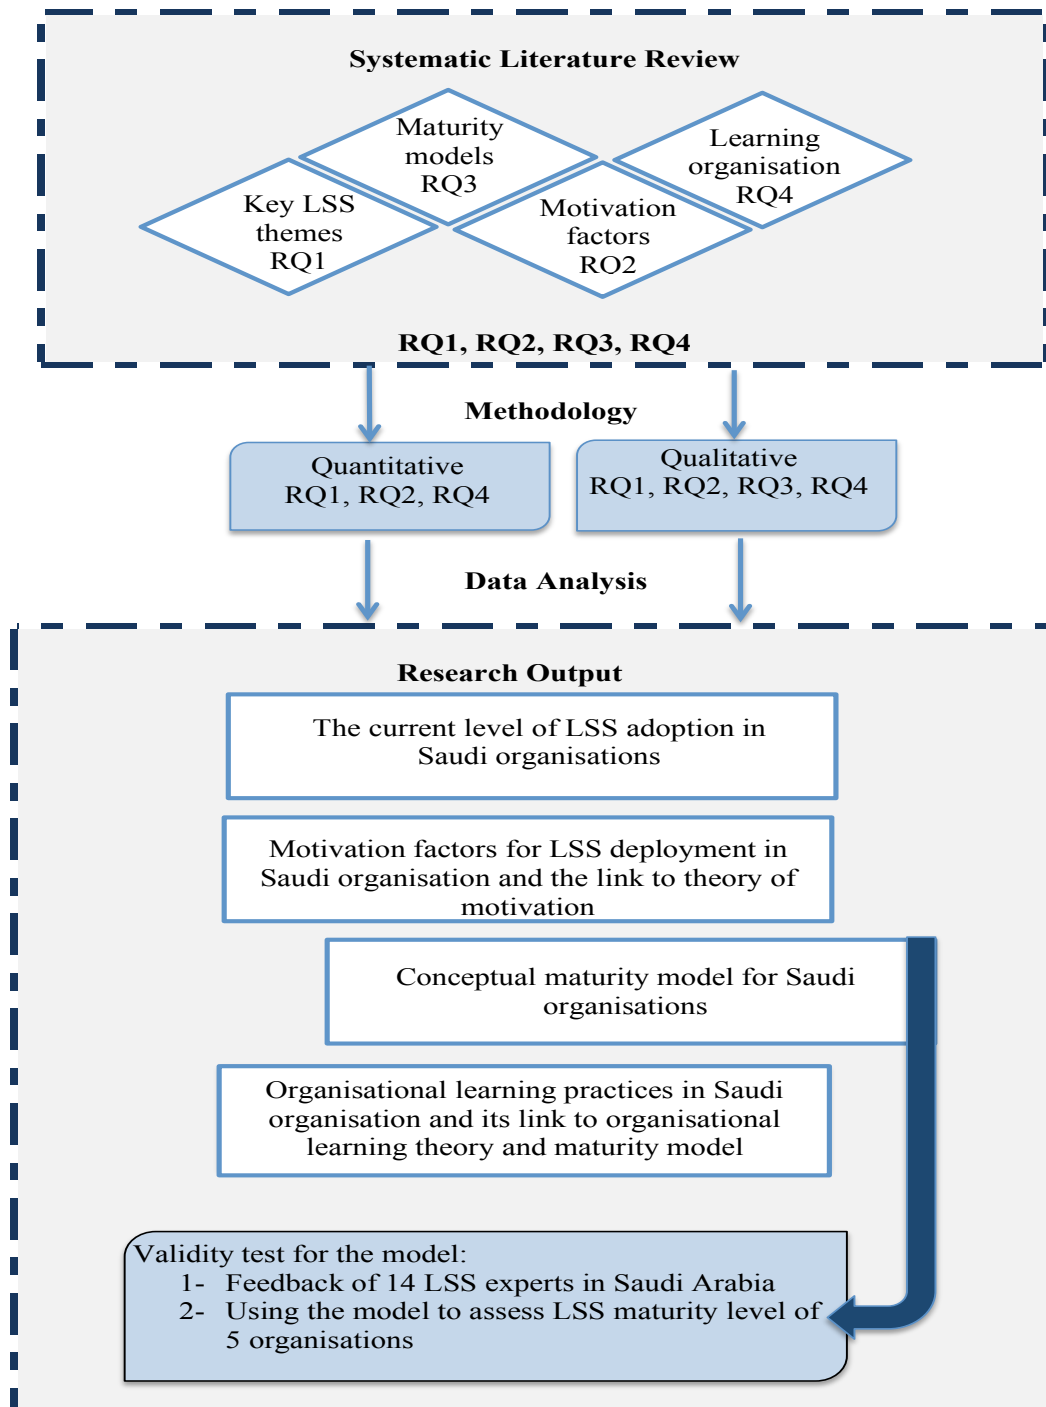 Systematic Literature Review
Maturity
models
RQ3
Learning
organisation
RQ4
Key LSS
themes
RQ1
Motivation
factors
RQ2
RQ1, RQ2, RQ3, RQ4
Methodology
Quantitative
RQ1, RQ2, RQ4
Qualitative
RQ1, RQ2, RQ3, RQ4
Data Analysis
Research Output
The current level of LSS adoption in
Saudi organisations
Motivation factors for LSS deployment in
Saudi organisation and the link to theory of
motivation
Conceptual maturity model for Saudi
organisations
Organisational learning practices in Saudi
organisation and its link to organisational
learning theory and maturity model
Validity test for the model:
1- Feedback of 14 LSS experts in Saudi Arabia
2- Using the model to assess LSS maturity level of
5 organisations